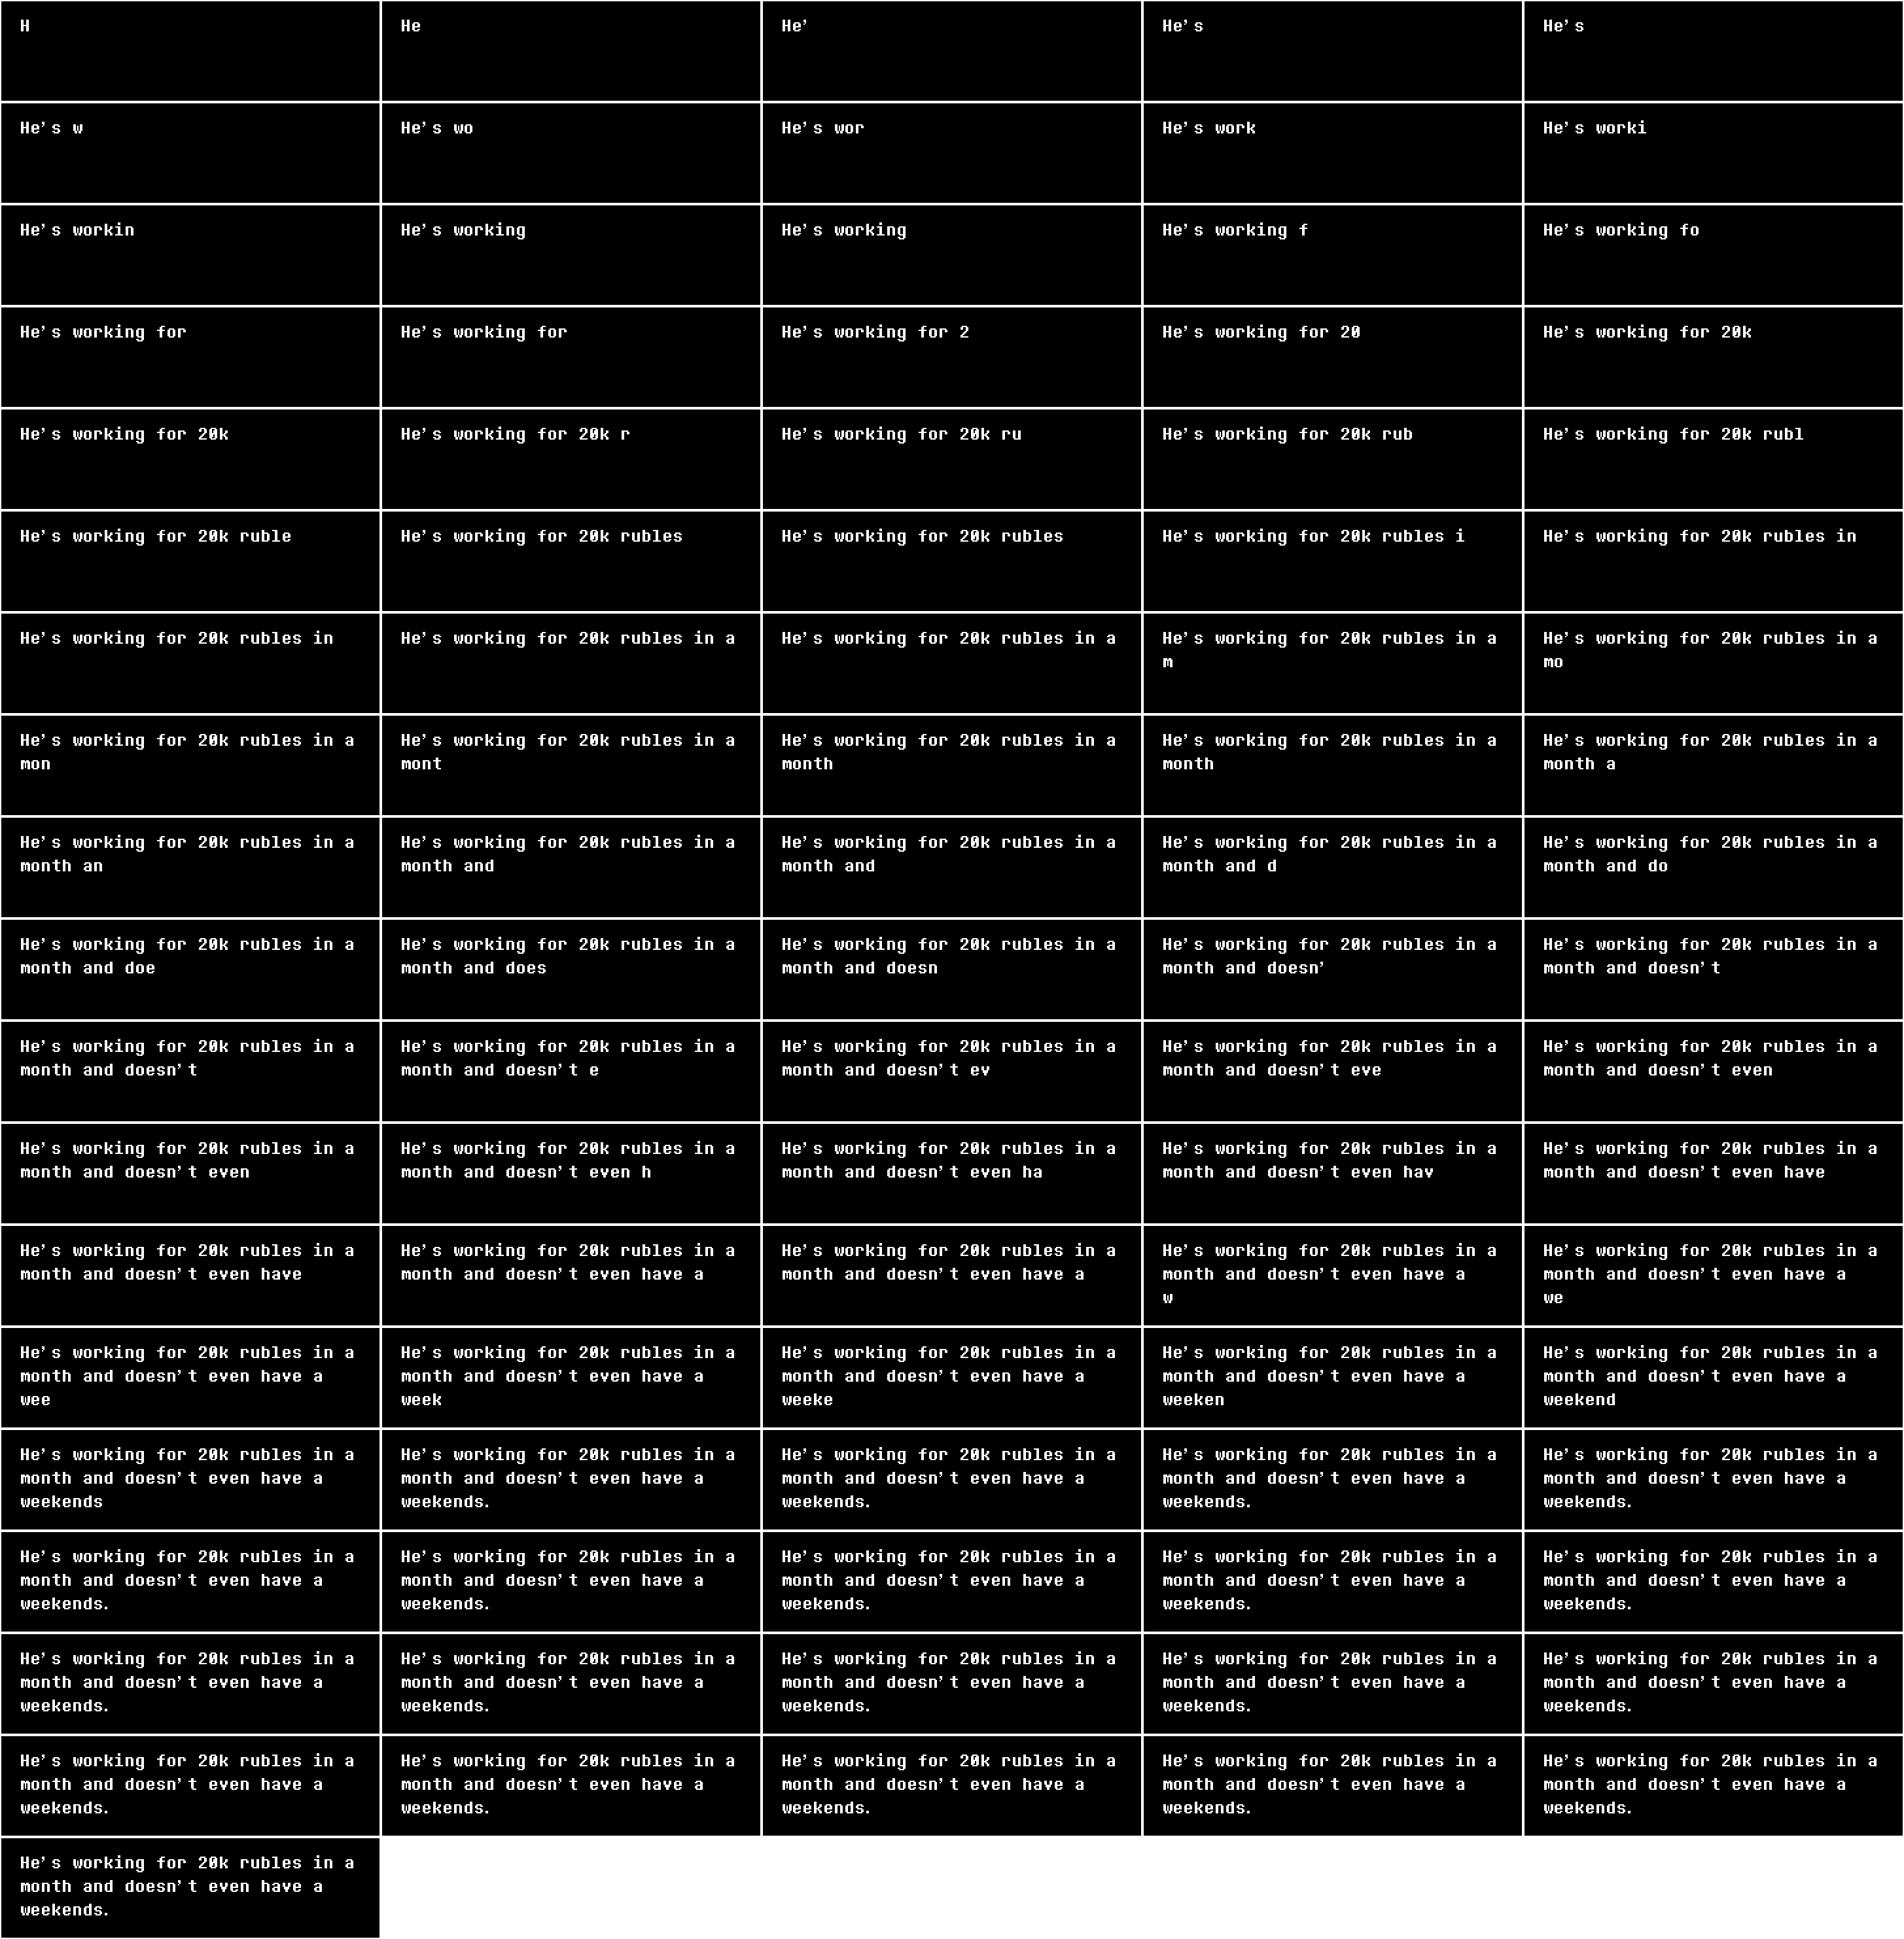 H
He
He’
He’s
He’s
He’s w
He’s wo
He’s wor
He’s work
He’s worki
He’s workin
He’s working
He’s working
He’s working f
He’s working fo
He’s working for
He’s working for
He’s working for 2
He’s working for 20
He’s working for 20k
He’s working for 20k
He’s working for 20k r
He’s working for 20k ru
He’s working for 20k rub
He’s working for 20k rubl
He’s working for 20k ruble
He’s working for 20k rubles
He’s working for 20k rubles
He’s working for 20k rubles i
He’s working for 20k rubles in
He’s working for 20k rubles in
He’s working for 20k rubles in a
He’s working for 20k rubles in a
He’s working for 20k rubles in a
m
He’s working for 20k rubles in a
mo
He’s working for 20k rubles in a
mon
He’s working for 20k rubles in a
mont
He’s working for 20k rubles in a
month
He’s working for 20k rubles in a
month
He’s working for 20k rubles in a
month a
He’s working for 20k rubles in a
month an
He’s working for 20k rubles in a
month and
He’s working for 20k rubles in a
month and
He’s working for 20k rubles in a
month and d
He’s working for 20k rubles in a
month and do
He’s working for 20k rubles in a
month and doe
He’s working for 20k rubles in a
month and does
He’s working for 20k rubles in a
month and doesn
He’s working for 20k rubles in a
month and doesn’
He’s working for 20k rubles in a
month and doesn’t
He’s working for 20k rubles in a
month and doesn’t
He’s working for 20k rubles in a
month and doesn’t e
He’s working for 20k rubles in a
month and doesn’t ev
He’s working for 20k rubles in a
month and doesn’t eve
He’s working for 20k rubles in a
month and doesn’t even
He’s working for 20k rubles in a
month and doesn’t even
He’s working for 20k rubles in a
month and doesn’t even h
He’s working for 20k rubles in a
month and doesn’t even ha
He’s working for 20k rubles in a
month and doesn’t even hav
He’s working for 20k rubles in a
month and doesn’t even have
He’s working for 20k rubles in a
month and doesn’t even have
He’s working for 20k rubles in a
month and doesn’t even have a
He’s working for 20k rubles in a
month and doesn’t even have a
He’s working for 20k rubles in a
month and doesn’t even have a
w
He’s working for 20k rubles in a
month and doesn’t even have a
we
He’s working for 20k rubles in a
month and doesn’t even have a
wee
He’s working for 20k rubles in a
month and doesn’t even have a
week
He’s working for 20k rubles in a
month and doesn’t even have a
weeke
He’s working for 20k rubles in a
month and doesn’t even have a
weeken
He’s working for 20k rubles in a
month and doesn’t even have a
weekend
He’s working for 20k rubles in a
month and doesn’t even have a
weekends
He’s working for 20k rubles in a
month and doesn’t even have a
weekends.
He’s working for 20k rubles in a
month and doesn’t even have a
weekends.
He’s working for 20k rubles in a
month and doesn’t even have a
weekends.
He’s working for 20k rubles in a
month and doesn’t even have a
weekends.
He’s working for 20k rubles in a
month and doesn’t even have a
weekends.
He’s working for 20k rubles in a
month and doesn’t even have a
weekends.
He’s working for 20k rubles in a
month and doesn’t even have a
weekends.
He’s working for 20k rubles in a
month and doesn’t even have a
weekends.
He’s working for 20k rubles in a
month and doesn’t even have a
weekends.
He’s working for 20k rubles in a
month and doesn’t even have a
weekends.
He’s working for 20k rubles in a
month and doesn’t even have a
weekends.
He’s working for 20k rubles in a
month and doesn’t even have a
weekends.
He’s working for 20k rubles in a
month and doesn’t even have a
weekends.
He’s working for 20k rubles in a
month and doesn’t even have a
weekends.
He’s working for 20k rubles in a
month and doesn’t even have a
weekends.
He’s working for 20k rubles in a
month and doesn’t even have a
weekends.
He’s working for 20k rubles in a
month and doesn’t even have a
weekends.
He’s working for 20k rubles in a
month and doesn’t even have a
weekends.
He’s working for 20k rubles in a
month and doesn’t even have a
weekends.
He’s working for 20k rubles in a
month and doesn’t even have a
weekends.